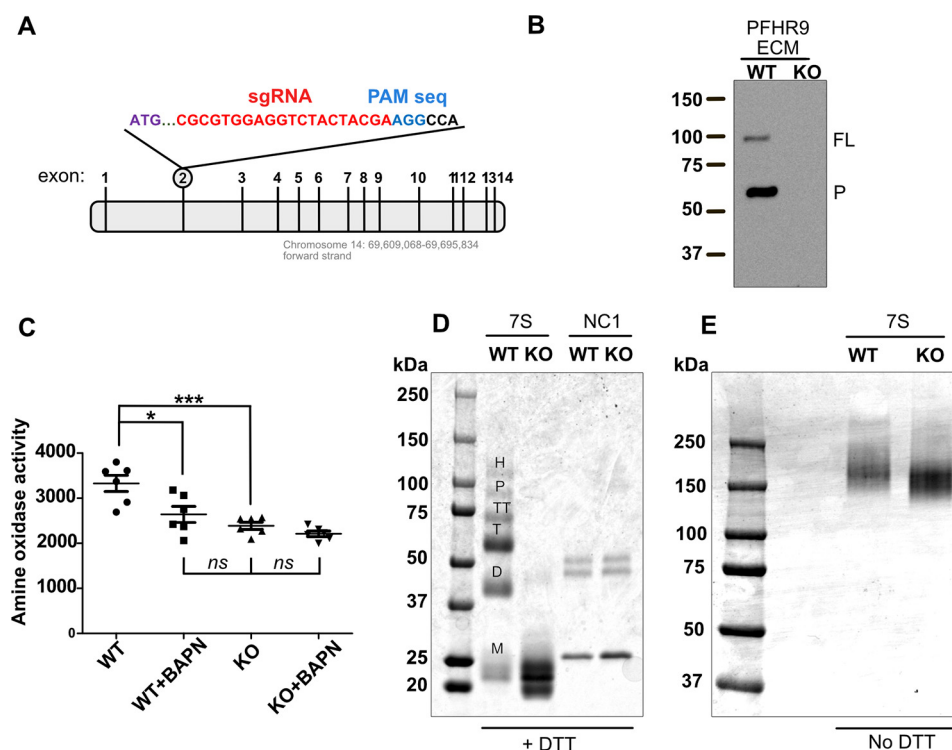 A
sgRNA PAM seq
ATG...CGCGTGGAGGTCTACTACGAAGGCCA
exon: 1 2 3 4 5 6 7 8 9 10 11 12 13 14
Chromosome 14: 69,609,068-69,695,834
forward strand
B
PFHR9
ECM
WT KO
150
100
75
50
37
FL
P
C
Amine oxidase activity
4000
3000
2000
1000
0
***
*
ns ns
WT
WT+BAPN
KO
KO+BAPN
D
7S NC1
WT KO WT KO
kDa
250
150
100
75
50
37
25
20
H
P
TT
T
D
M
+ DTT
E
7S
WT KO
kDa
250
150
100
75
50
37
No DTT